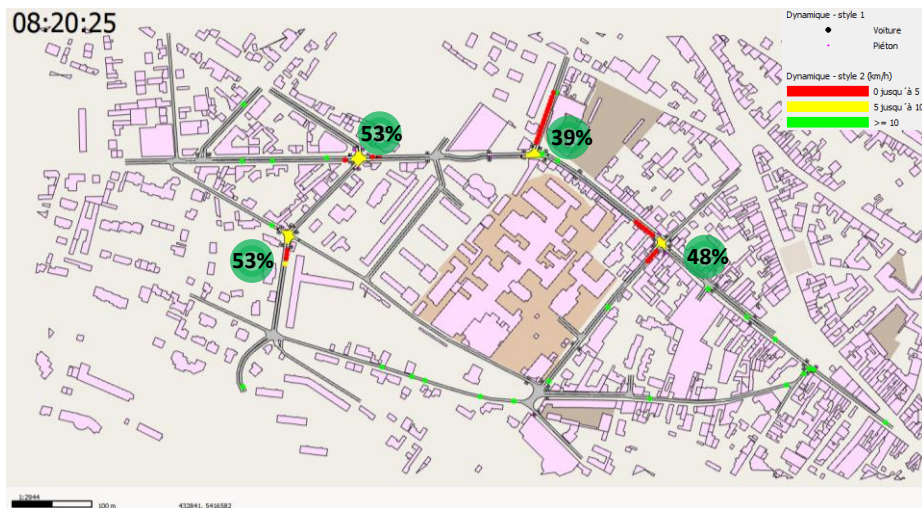 08:20:25
Dynamique - style 1
Voiture
Piéton
Dynamique - style 2 (km/h)
0 jusqu´à 5
5 jusqu´à 10
>= 10
53%
39%
53%
48%
1:2944
100 m
432841, 5416582